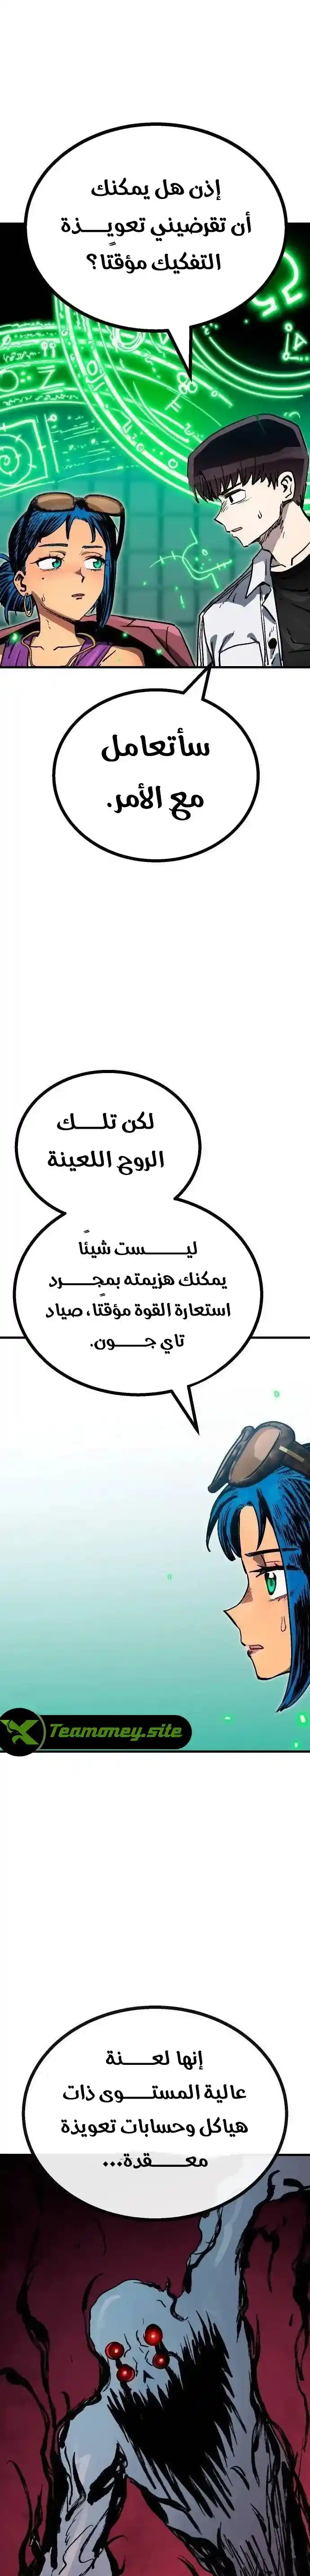 إذن هل يمكنك
أن تقرضيني تعويـــذة
التفكيك مؤقتًا؟
سأتعامل
مع الأمر.
لكن تلـــك
الروح اللعينة
ليـــــست شيئًا
يمكنك هزيمته بمجـــرد
استعارة القوة مؤقتًا، صياد
تاي جـــون.
Teamoney.site
إنها لعـــنة
عالية المستـــوى ذات
هياكل وحسابات تعويذة
معـــقدة...